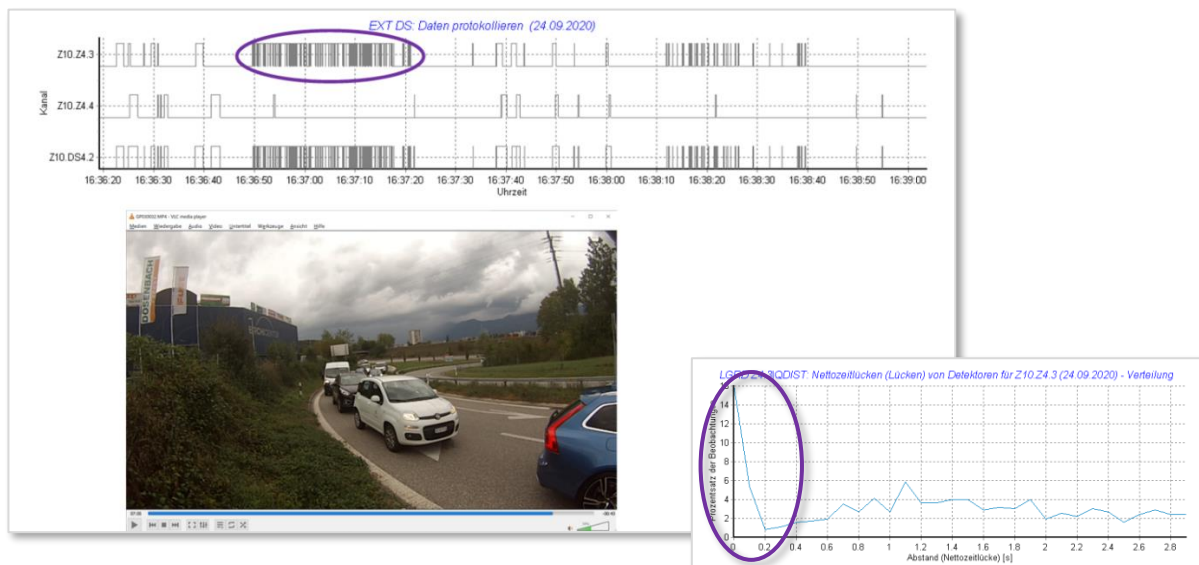 EXT DS: Daten protokollieren (24.09.2020)
Kanal
Z10.Z4.3
Z10.Z4.4
Z10.DS4.2
16:36:20 16:36:30 16:36:40 16:36:50 16:37:00 16:37:10 16:37:20 16:37:30 16:37:40 16:37:50 16:38:00 16:38:10 16:38:20 16:38:30 16:38:40 16:38:50 16:39:00
Uhrzeit
VLC media player
Medien Wiedergabe Audio Video Untertitel Werkzeuge Ansicht Hilfe
DOSENBACH
Nettozeitlücken (Lücken) von Detektoren für Z10.Z4.3 (24.09.2020) - Verteilung
Prozentsatz der Beobachtung
16
14
12
10
8
6
4
2
0
0 0.2 0.4 0.6 0.8 1 1.2 1.4 1.6 1.8 2 2.2 2.4 2.6 2.8
Abstand (Nettozeitlücke) [s]